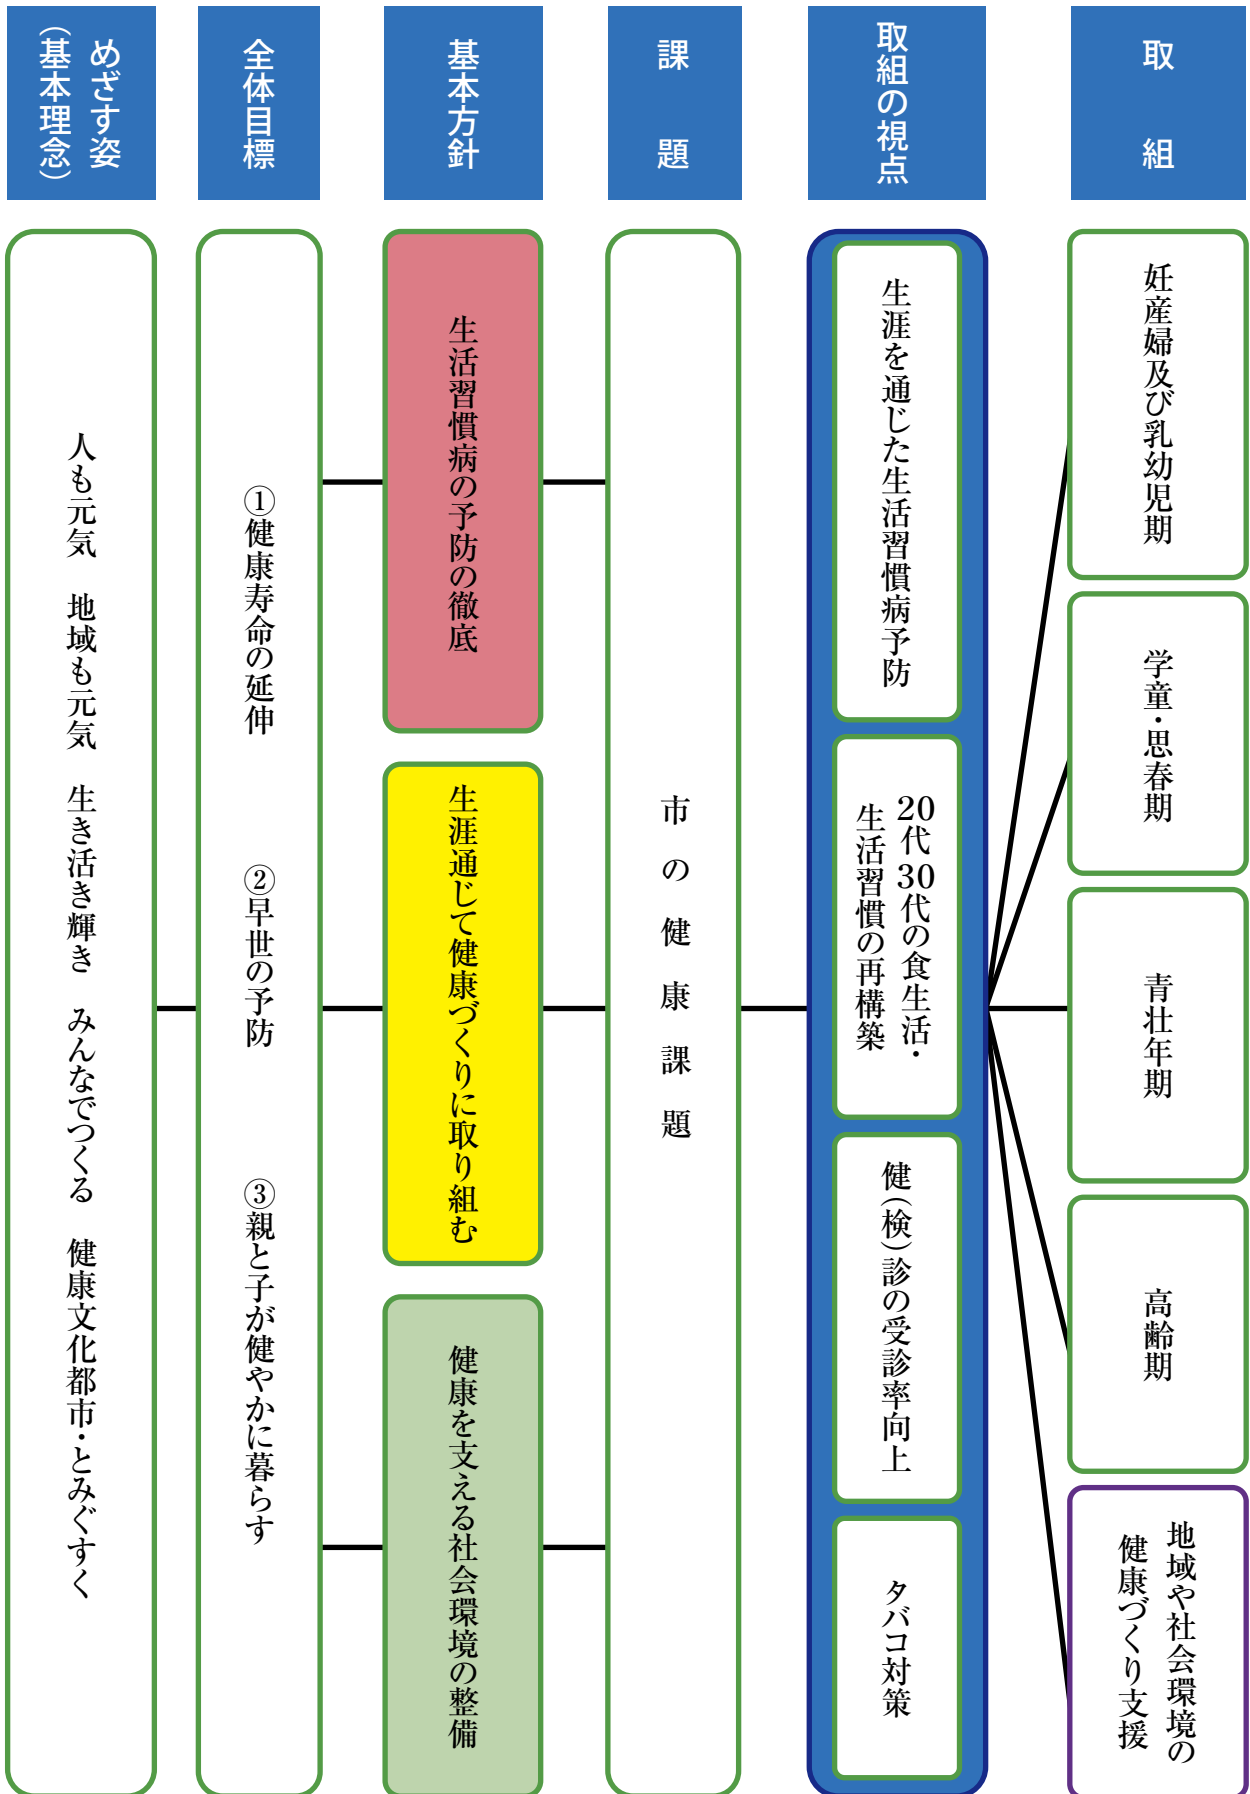 めざす姿
（基本理念）
全体目標
基本方針
課題
取組の視点
取組
人も元気　地域も元気　生き活き輝き　みんなでつくる　健康文化都市・とみぐすく
①健康寿命の延伸
②早世の予防
③親と子が健やかに暮らす
生活習慣病の予防の徹底
生涯通じて健康づくりに取り組む
健康を支える社会環境の整備
市の健康課題
生涯を通じた生活習慣病予防
20代30代の食生活・
生活習慣の再構築
健（検）診の受診率向上
タバコ対策
妊産婦及び乳幼児期
学童・思春期
青壮年期
高齢期
地域や社会環境の
健康づくり支援